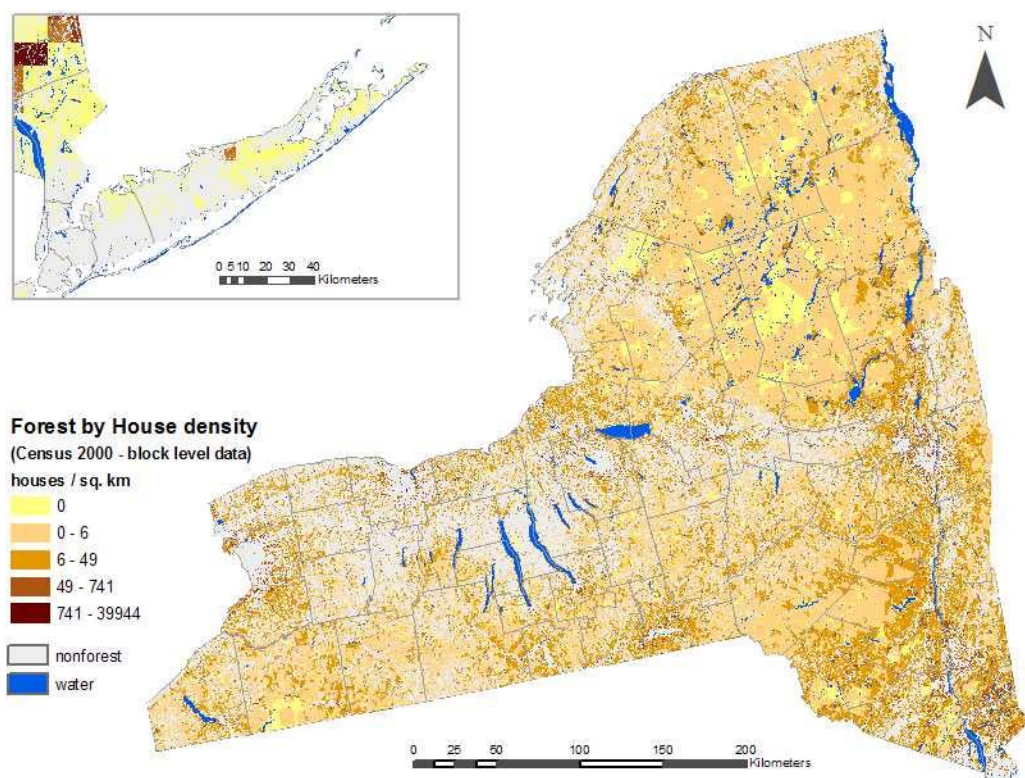 N
0 5 10 20 30 40
Kilometers
Forest by House density
(Census 2000 - block level data)
houses / sq. km
0
0 - 6
6 - 49
49 - 741
741 - 39944
nonforest
water
0 25 50 100 150 200
Kilometers